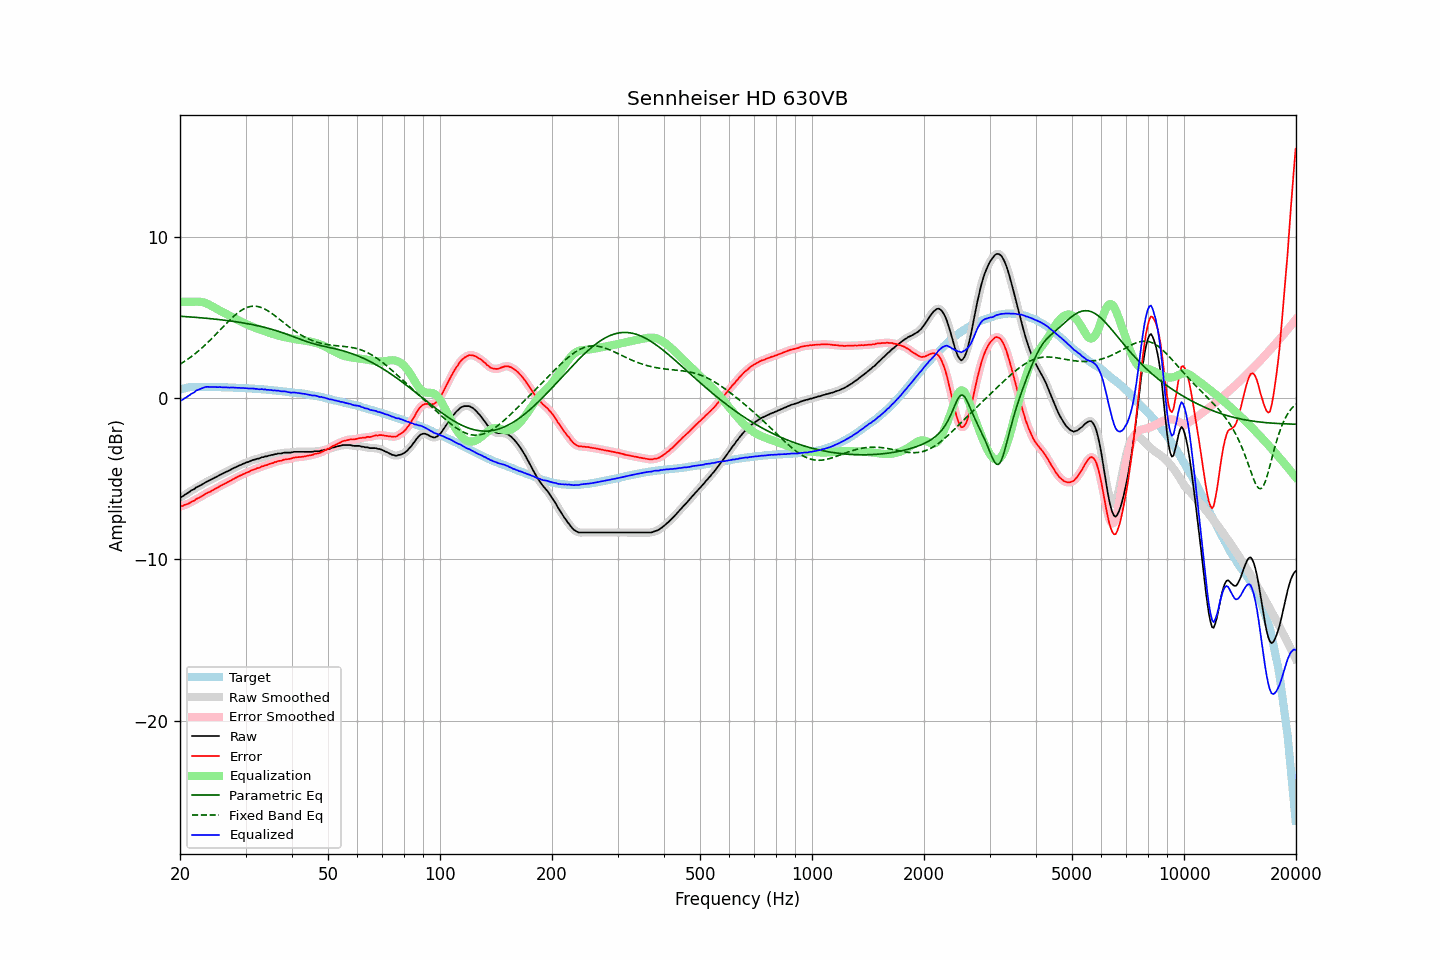 Sennheiser HD 630VB
Amplitude (dBr)
10
0
−10
−20
Target
Raw Smoothed
Error Smoothed
Raw
Error
Equalization
Parametric Eq
Fixed Band Eq
Equalized
20 50 100 200 500 1000 2000 5000 10000 20000
Frequency (Hz)